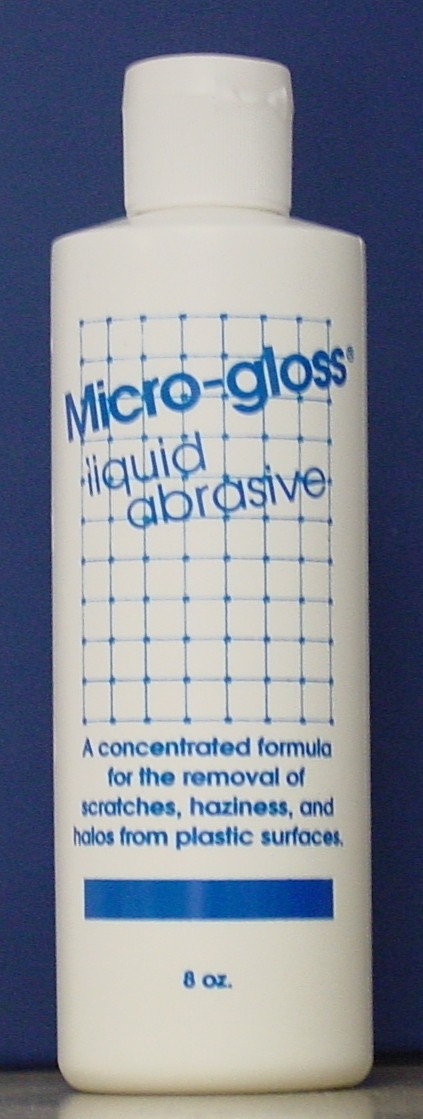 Micro-gloss®
liquid
abrasive
A concentrated formula
for the removal of
scratches, haziness, and
halos from plastic surfaces.
8 oz.